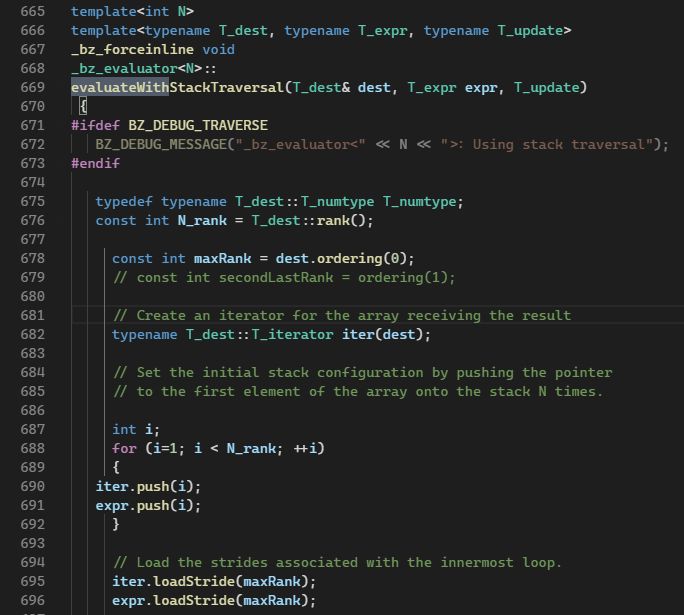 665 template<int N>
666 template<typename T_dest, typename T_expr, typename T_update>
667 _bz_forceinline void
668 _bz_evaluator<N>::
669 evaluateWithStackTraversal(T_dest& dest, T_expr expr, T_update)
670 {
671 #ifdef BZ_DEBUG_TRAVERSE
672 BZ_DEBUG_MESSAGE("_bz_evaluator<" << N << ">: Using stack traversal");
673 #endif
674
675 typedef typename T_dest::T_numtype T_numtype;
676 const int N_rank = T_dest::rank();
677
678 const int maxRank = dest.ordering(0);
679 // const int secondLastRank = ordering(1);
680
681 // Create an iterator for the array receiving the result
682 typename T_dest::T_iterator iter(dest);
683
684 // Set the initial stack configuration by pushing the pointer
685 // to the first element of the array onto the stack N times.
686
687 int i;
688 for (i=1; i < N_rank; ++i)
689 {
690 iter.push(i);
691 expr.push(i);
692 }
693
694 // Load the strides associated with the innermost loop.
695 iter.loadStride(maxRank);
696 expr.loadStride(maxRank);